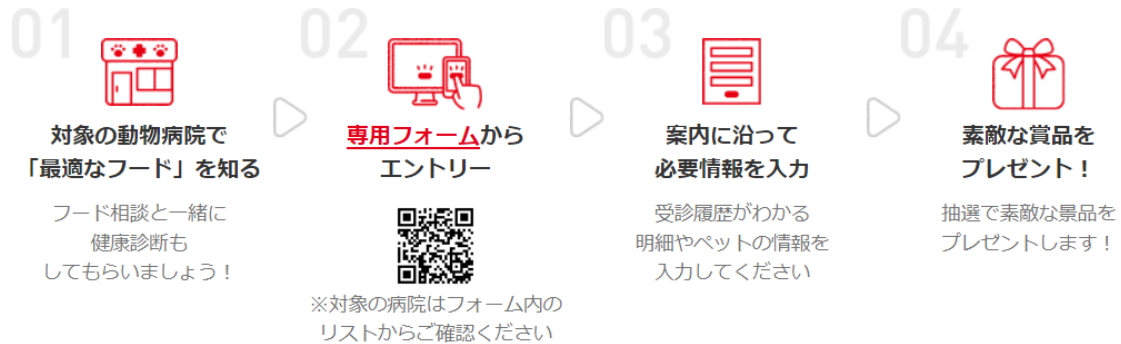 01
対象の動物病院で
「最適なフード」を知る
フード相談と一緒に
健康診断も
してもらいましょう！
02
専用フォームから
エントリー
※対象の病院はフォーム内の
リストからご確認ください
03
案内に沿って
必要情報を入力
受診履歴がわかる
明細やペットの情報を
入力してください
04
素敵な賞品を
プレゼント！
抽選で素敵な景品を
プレゼントします！